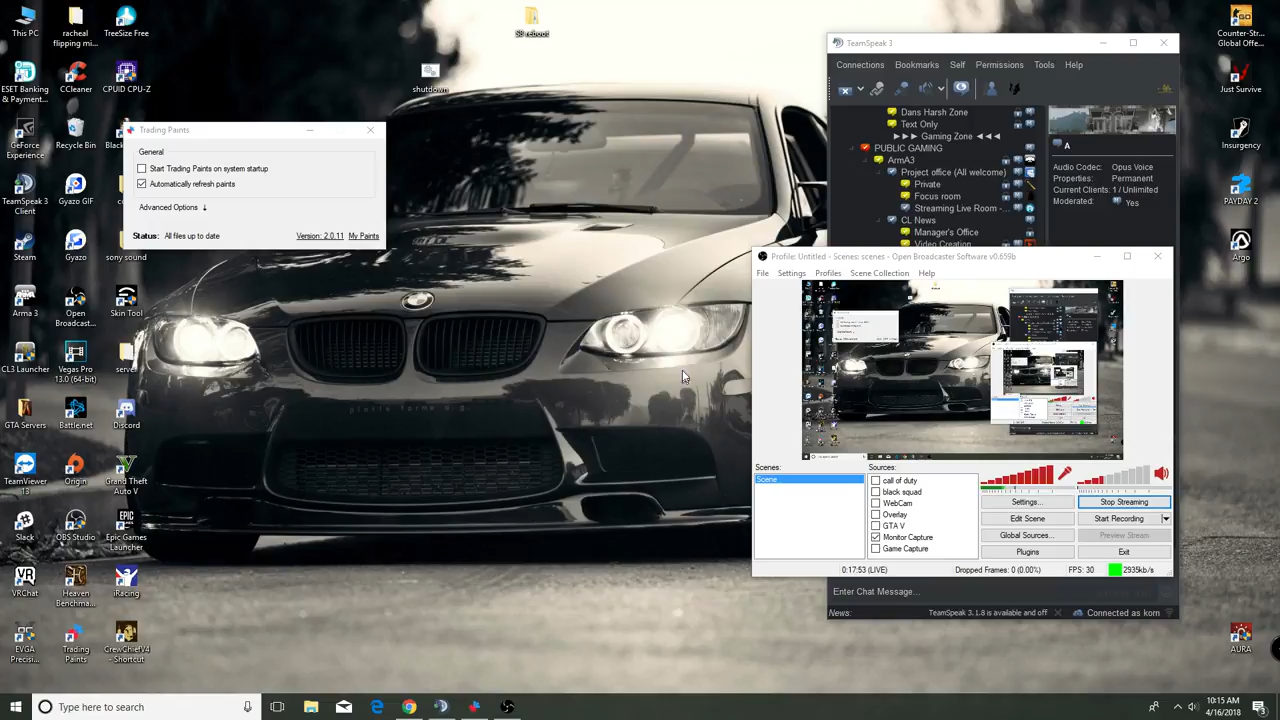 This PC
racheal
flipping m...
TreeSize Free
ESET Banking
& Payment...
CCleaner
CPUID CPU-Z
GeForce
Experience
Recycle Bin
TeamSpeak 3
Client
Gyazo GIF
Steam
Gyazo
sony sound
Arma 3
Open
Broadcast...
Skin Tool
CL3 Launcher
Vegas Pro
13.0 (64-bit)
server
GTA Servers
Battle.net
Discord
TeamViewer
13
Origin
Grand Theft
Auto V
Slack
OBS Studio
Epic Games
Launcher
VRChat
Heaven
Benchma...
iRacing
EVGA
Precisi...
Trading
Paints
CrewChiefV4
- Shortcut
S8 reboot
shutdown
Trading Paints
General
Start Trading Paints on system startup
Automatically refresh paints
Advanced Options ↓
Status: All files up to date
Version: 2.0.11 My Paints
TeamSpeak 3
Connections Bookmarks Self Permissions Tools Help
Dans Harsh Zone
Text Only
►►► Gaming Zone ◄◄◄
PUBLIC GAMING
ArmA3
Project office (All welcome)
Private
Focus room
Streaming Live Room -...
CL News
Manager's Office
Video Creation
A
Audio Codec: Opus Voice
Properties: Permanent
Current Clients: 1 / Unlimited
Moderated: Yes
Profile: Untitled - Scenes: scenes - Open Broadcaster Software v0.659b
File Settings Profiles Scene Collection Help
Scenes:
Scene
Sources:
call of duty
black squad
WebCam
Overlay
GTA V
Monitor Capture
Game Capture
Settings...
Stop Streaming
Edit Scene
Start Recording
Global Sources...
Preview Stream
Plugins
Exit
0:17:53 (LIVE)
Dropped Frames: 0 (0.00%)
FPS: 30
2935kb/s
Enter Chat Message...
News:
TeamSpeak 3.1.8 is available and off
Connected as korn
Counter-Str...
Global Offe...
Just Survive
Insurgency
PAYDAY 2
Argo
AURA
Type here to search
10:15 AM
4/16/2018
3